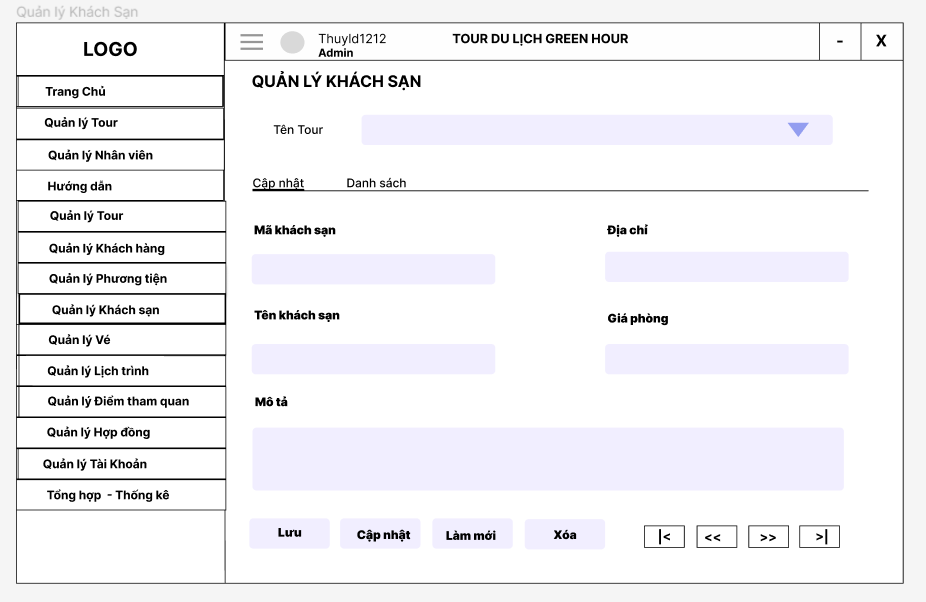 Quản lý Khách Sạn
LOGO
ThuyId1212
Admin
TOUR DU LỊCH GREEN HOUR
-
X
Trang Chủ
Quản lý Tour
Quản lý Nhân viên
Hướng dẫn
Quản lý Tour
Quản lý Khách hàng
Quản lý Phương tiện
Quản lý Khách sạn
Quản lý Vé
Quản lý Lịch trình
Quản lý Điểm tham quan
Quản lý Hợp đồng
Quản lý Tài Khoản
Tổng hợp - Thống kê
QUẢN LÝ KHÁCH SẠN
Tên Tour
Cập nhật
Danh sách
Mã khách sạn
Địa chỉ
Tên khách sạn
Giá phòng
Mô tả
Lưu
Cập nhật
Làm mới
Xóa
|<
<<
>>
>|